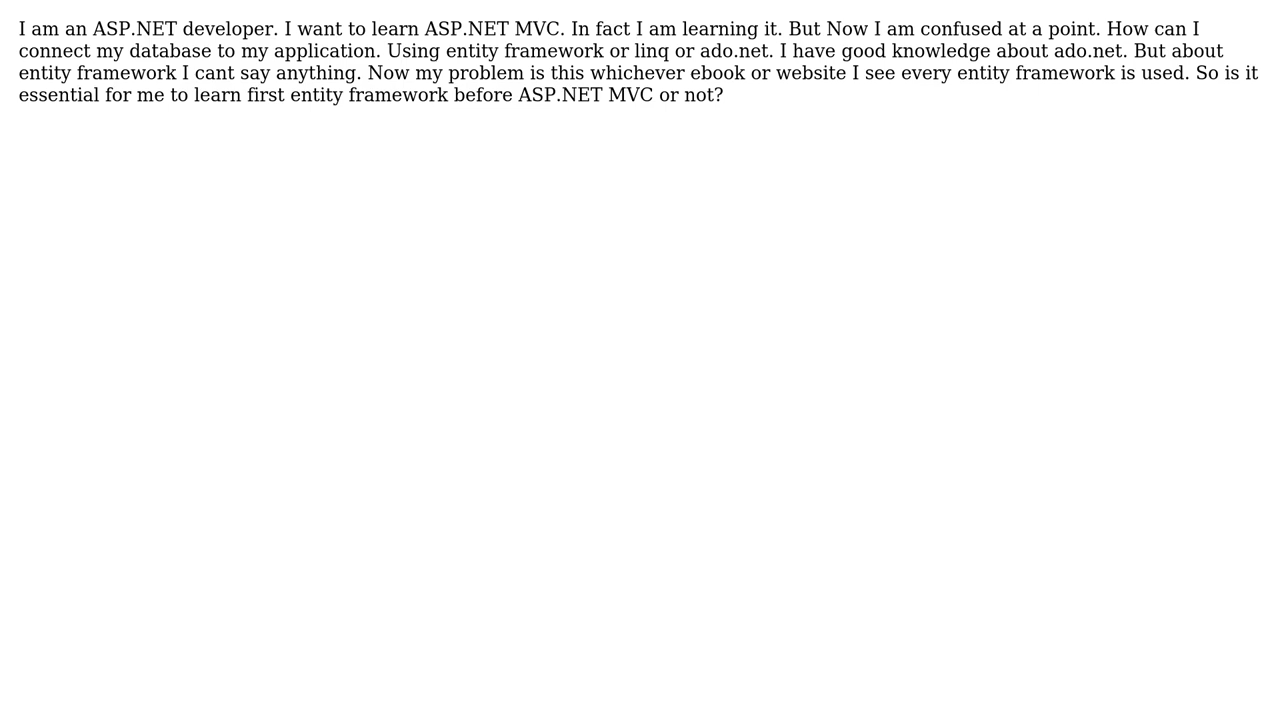 I am an ASP.NET developer. I want to learn ASP.NET MVC. In fact I am learning it. But Now I am confused at a point. How can I
connect my database to my application. Using entity framework or linq or ado.net. I have good knowledge about ado.net. But about
entity framework I cant say anything. Now my problem is this whichever ebook or website I see every entity framework is used. So is it
essential for me to learn first entity framework before ASP.NET MVC or not?